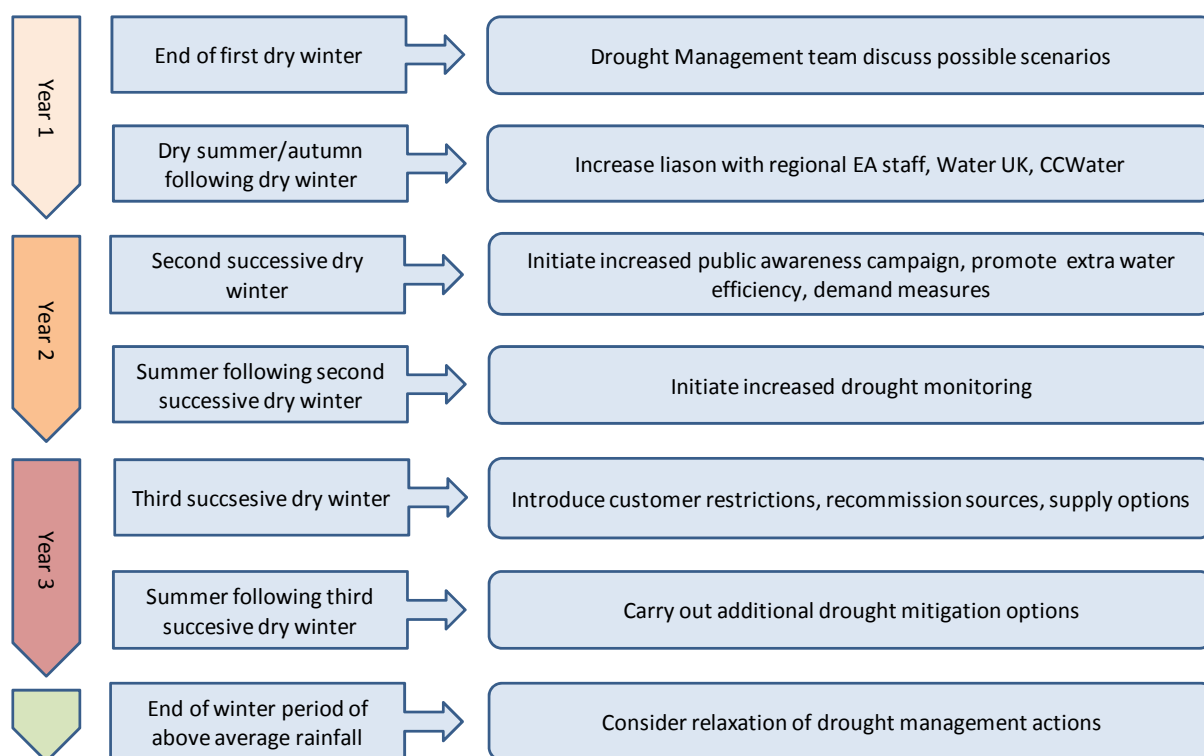 Year 1
End of first dry winter
Drought Management team discuss possible scenarios
Dry summer/autumn
following dry winter
Increase liason with regional EA staff, Water UK, CCWater
Year 2
Second successive dry
winter
Initiate increased public awareness campaign, promote extra water
efficiency, demand measures
Summer following second
successive dry winter
Initiate increased drought monitoring
Year 3
Third succsesive dry winter
Introduce customer restrictions, recommission sources, supply options
Summer following third
succesive dry winter
Carry out additional drought mitigation options
End of winter period of
above average rainfall
Consider relaxation of drought management actions